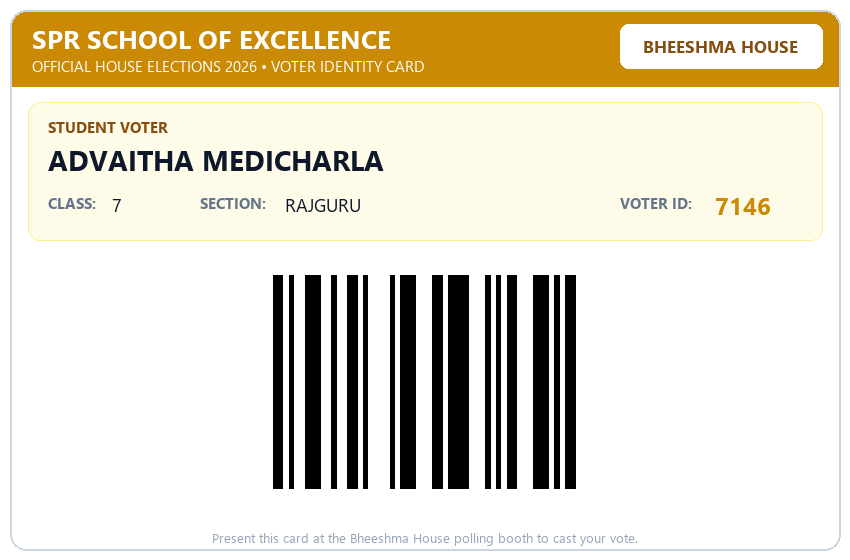 SPR SCHOOL OF EXCELLENCE
OFFICIAL HOUSE ELECTIONS 2026 • VOTER IDENTITY CARD
BHEESHMA HOUSE
STUDENT VOTER
ADVAITHA MEDICHARLA
CLASS: 7 SECTION: RAJGURU VOTER ID: 7146
Present this card at the Bheeshma House polling booth to cast your vote.